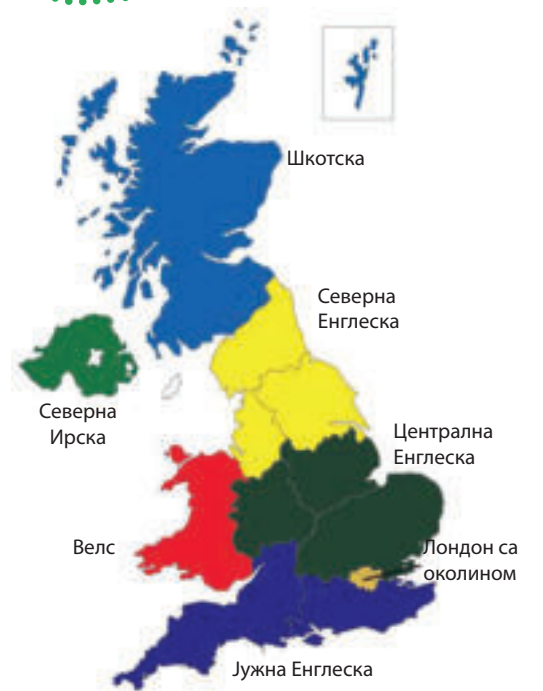 Шкотска
Северна
Енглеска
Северна
Ирска
Централна
Енглеска
Велс
Лондон са
околином
Јужна Енглеска